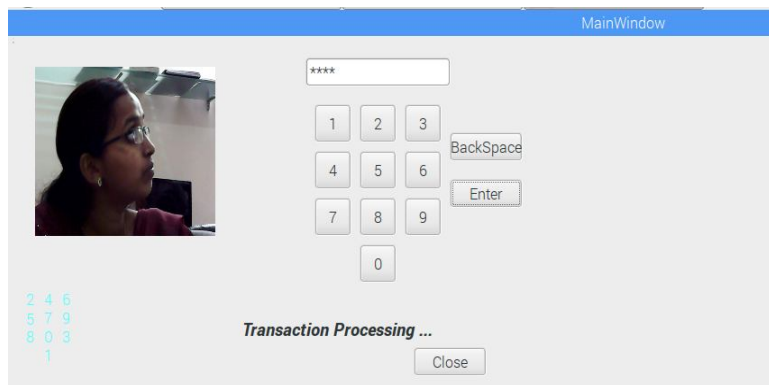 MainWindow
****
1 2 3
BackSpace
4 5 6
Enter
7 8 9
0
2 4 6
5 7 9
8 0 3
1
Transaction Processing ...
Close